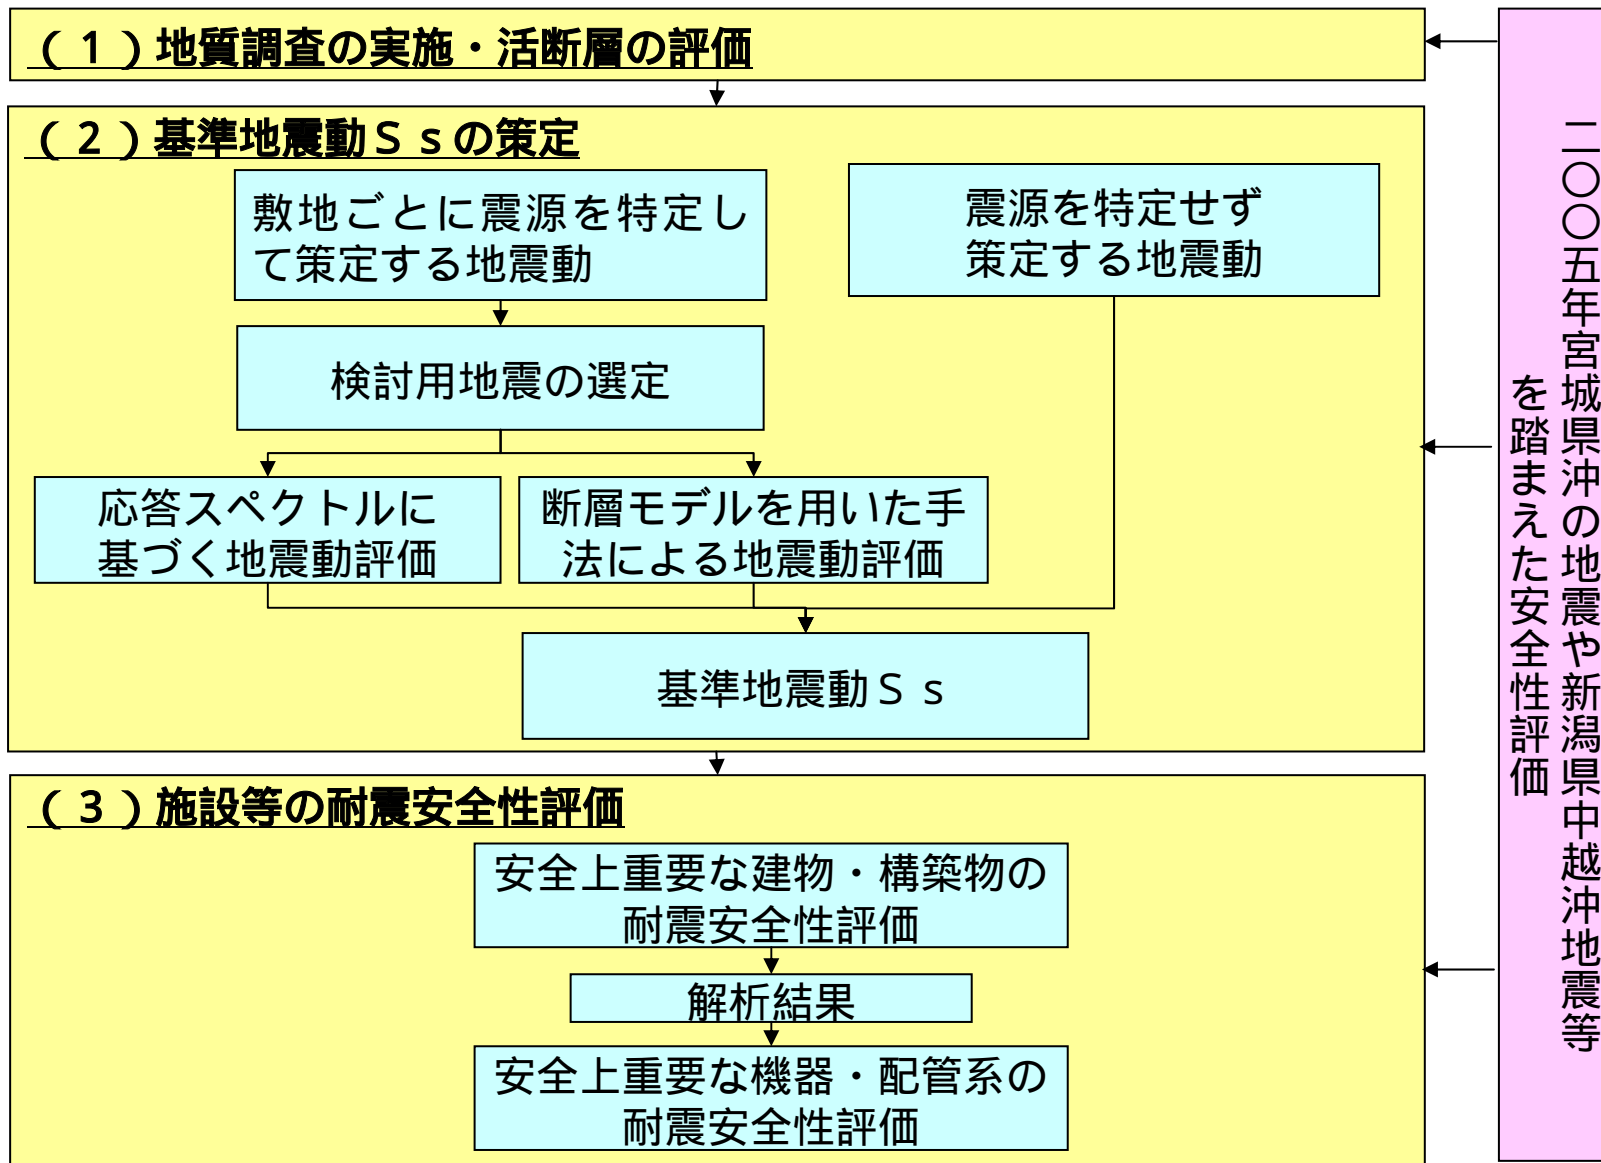 （１）地質調査の実施・活断層の評価
（２）基準地震動Ｓｓの策定
敷地ごとに震源を特定し
て策定する地震動
震源を特定せず
策定する地震動
検討用地震の選定
応答スペクトルに
基づく地震動評価
断層モデルを用いた手
法による地震動評価
基準地震動Ｓｓ
（３）施設等の耐震安全性評価
安全上重要な建物・構築物の
耐震安全性評価
解析結果
安全上重要な機器・配管系の
耐震安全性評価
二〇〇五年宮城県沖の地震や新潟県中越沖地震等
を踏まえた安全性評価